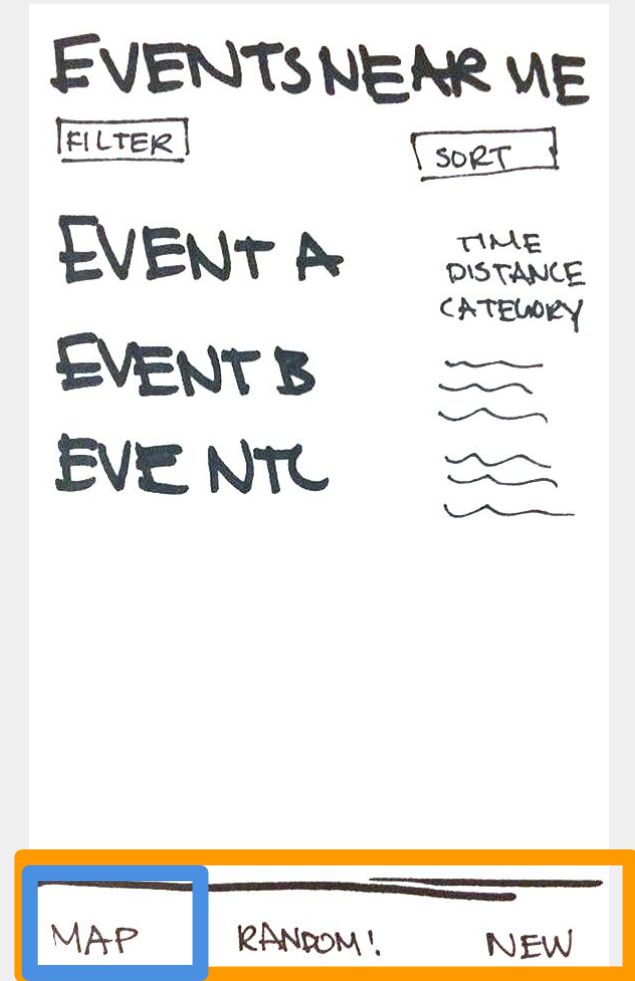 EVENTS NEAR ME
FILTER SORT
EVENT A
TIME
DISTANCE
CATEGORY
EVENT B
EVENT C
MAP RANDOM! NEW